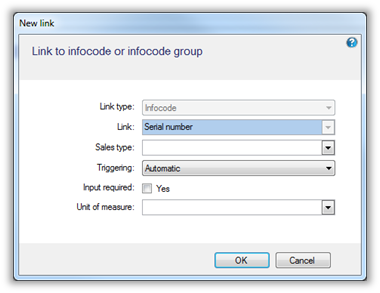 New link
Link to infocode or infocode group
?
Link type: Infocode
Link: Serial number
Sales type:
Triggering: Automatic
Input required: Yes
Unit of measure:
OK Cancel